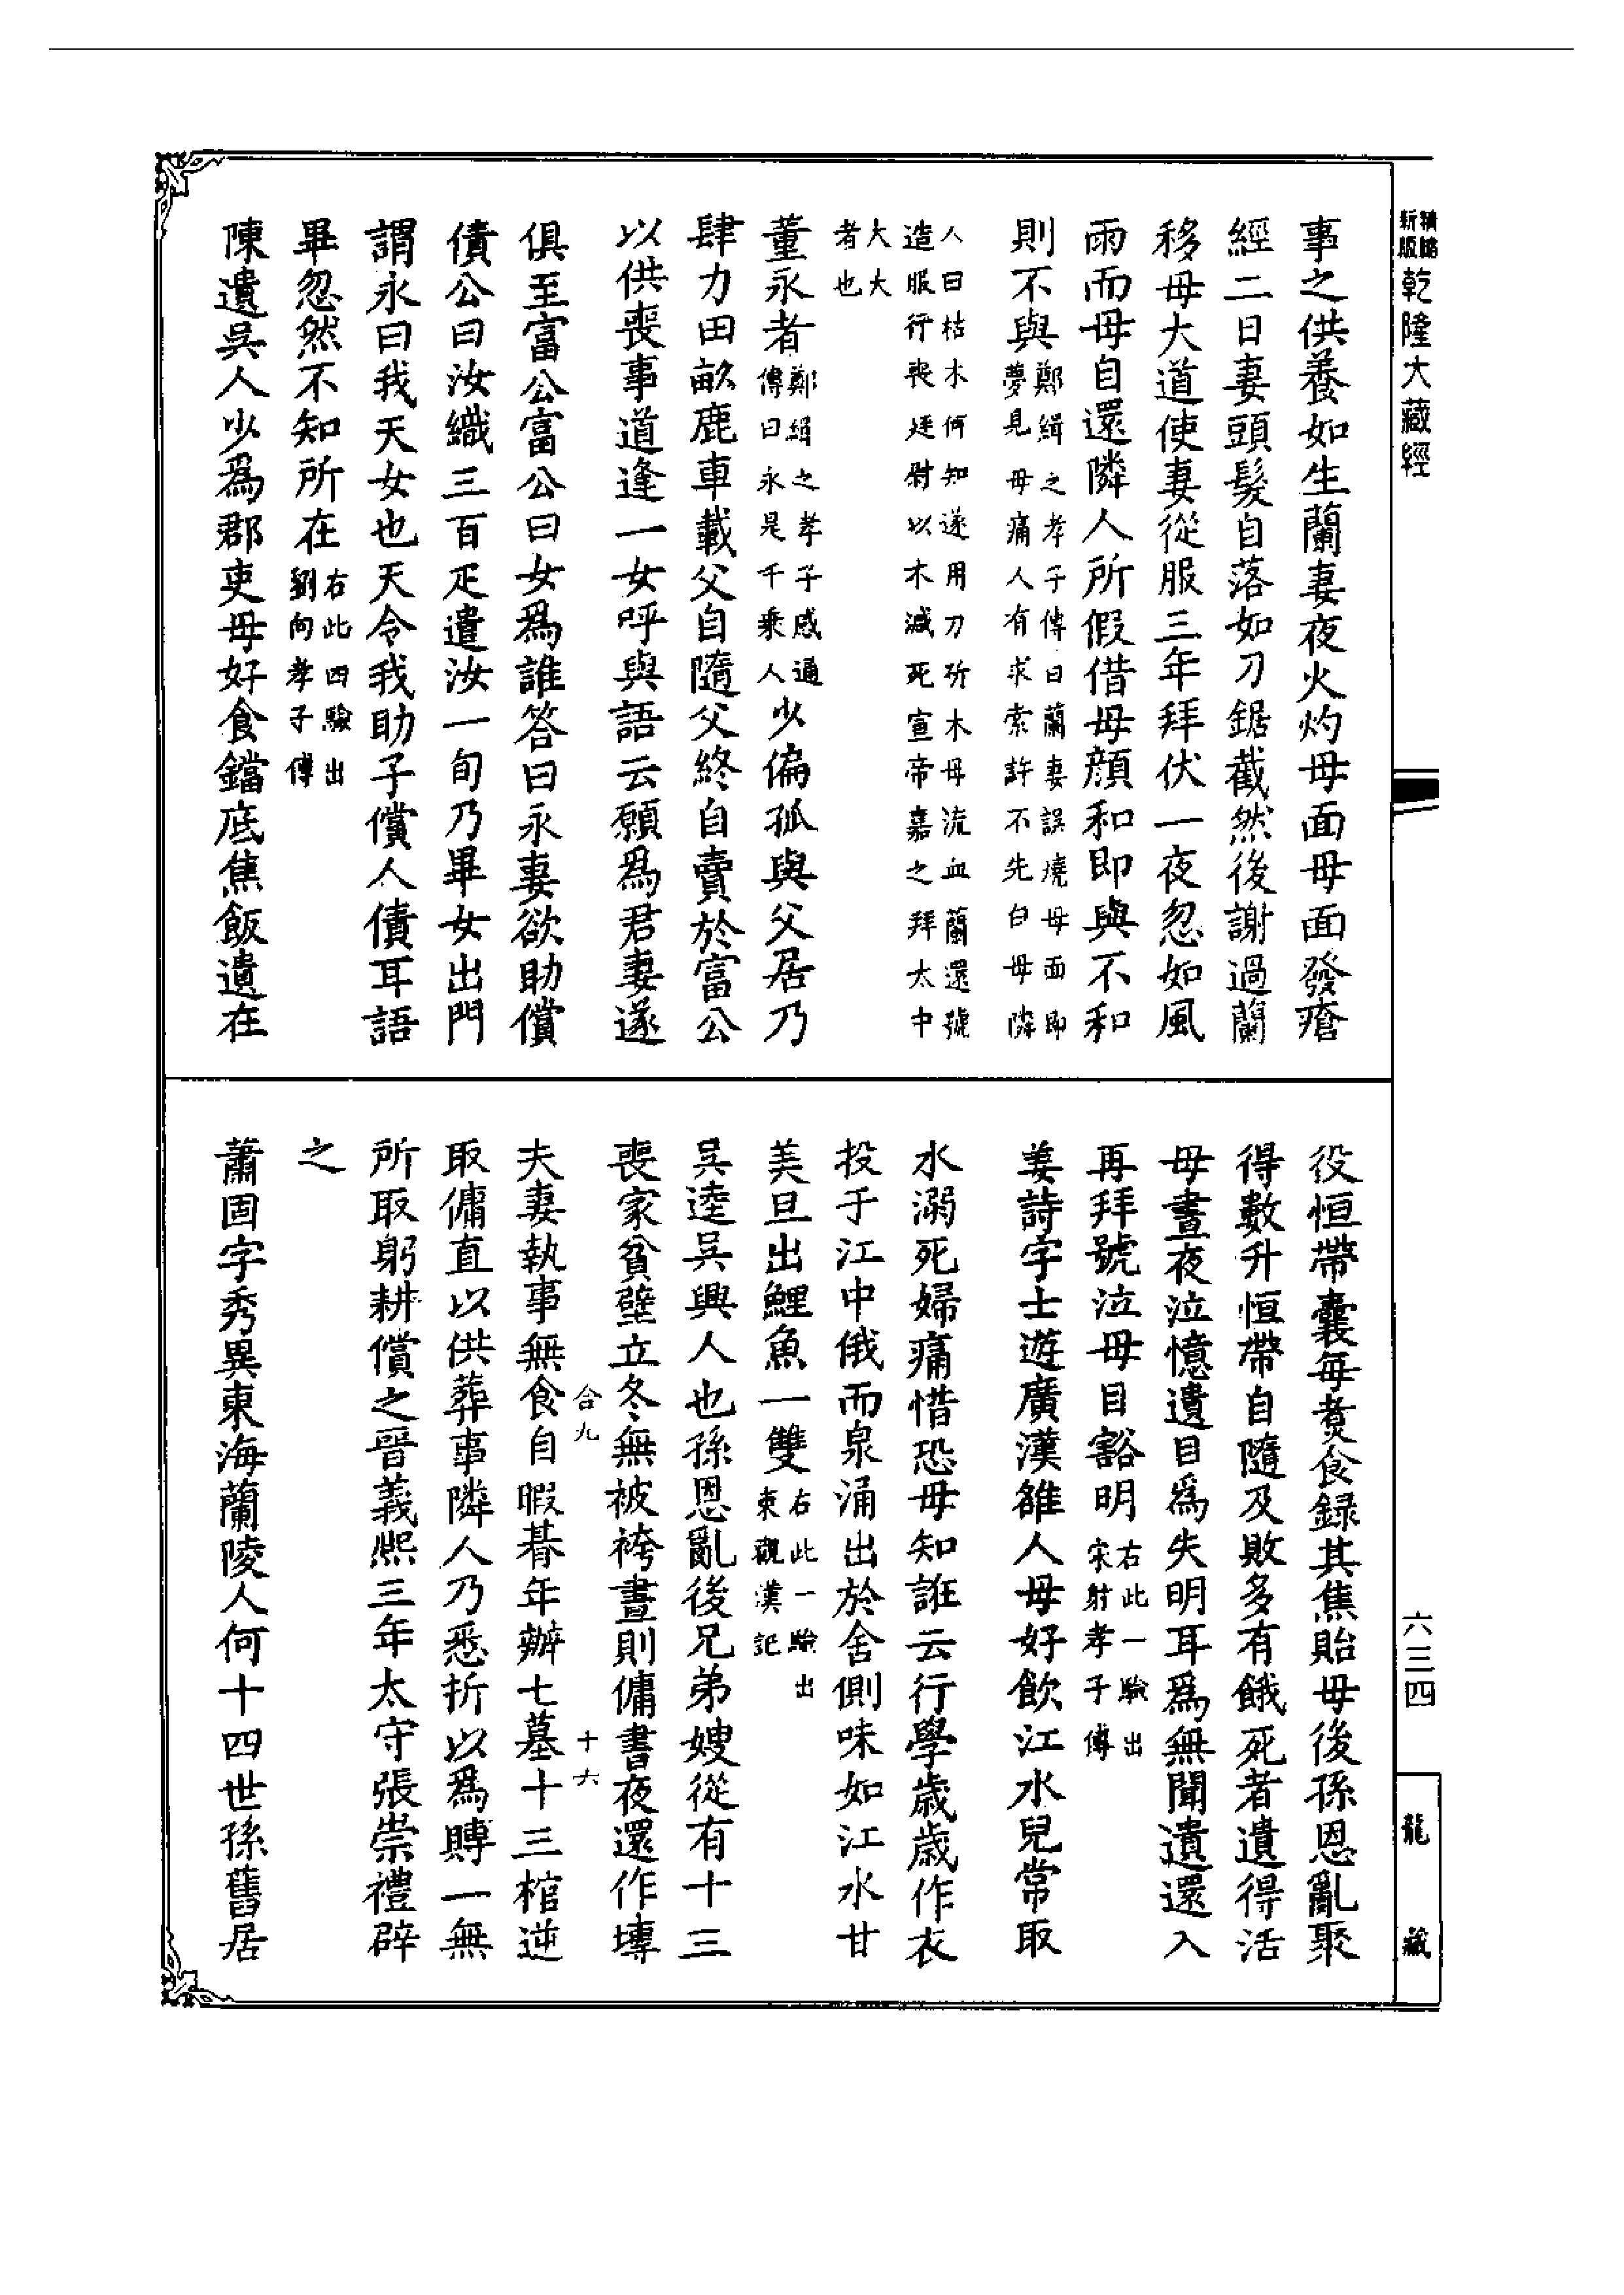 精縮
新版
乾隆大藏經
事之供養如生蘭妻夜火灼母面母面發瘡
經二日妻頭髮自落如刀鋸截然後謝過蘭
移母大道使妻從服三年拜伏一夜忽如風
雨而母自還隣人所假借母顏和即與不和
則不與鄭緝之孝子傳曰蘭妻誤燒母面即
夢見母痛人有求索許不先白母隣
人曰枯木何知遂用刀斫木母流血蘭還號
造服行喪廷尉以木減死宣帝嘉之拜太中
大大
者也
董永者鄭緝之孝子感通
傳曰永是千乘人少偏孤與父居乃
肆力田畝鹿車載父自隨父終自賣於富公
以供喪事道逢一女呼與語云願爲君妻遂
俱至富公富公曰女爲誰答曰永妻欲助償
債公曰汝織三百疋遣汝一旬乃畢女出門
謂永曰我天女也天令我助子償人債耳語
畢忽然不知所在右此四驗出
劉向孝子傳
陳遺吳人少爲郡吏母好食鐺底焦飯遺在
役恒帶囊每煑食録其焦貽母後孫恩亂聚
得數升恒帶自隨及敗多有餓死者遺得活
母晝夜泣憶遺目爲失明耳爲無聞遺還入
再拜號泣母目豁明右此一驗出
宋躬孝子傳
姜詩字士遊廣漢雒人母好飲江水兒常取
水溺死婦痛惜恐母知誑云行學歲歲作衣
投于江中俄而泉涌出於舍側味如江水甘
美旦出鯉魚一雙右此一驗出
東觀漢記
吳逵吳興人也孫恩亂後兄弟嫂從有十三
喪家貧壁立冬無被袴晝則傭書夜還作塼
合九　十六
夫妻執事無食自暇朞年辦七墓十三棺逆
取傭直以供葬事隣人乃悉折以爲賻一無
所取躬耕償之晉義熙三年太守張崇禮辟
之
蕭固字秀異東海蘭陵人何十四世孫舊居
六三四
龍藏